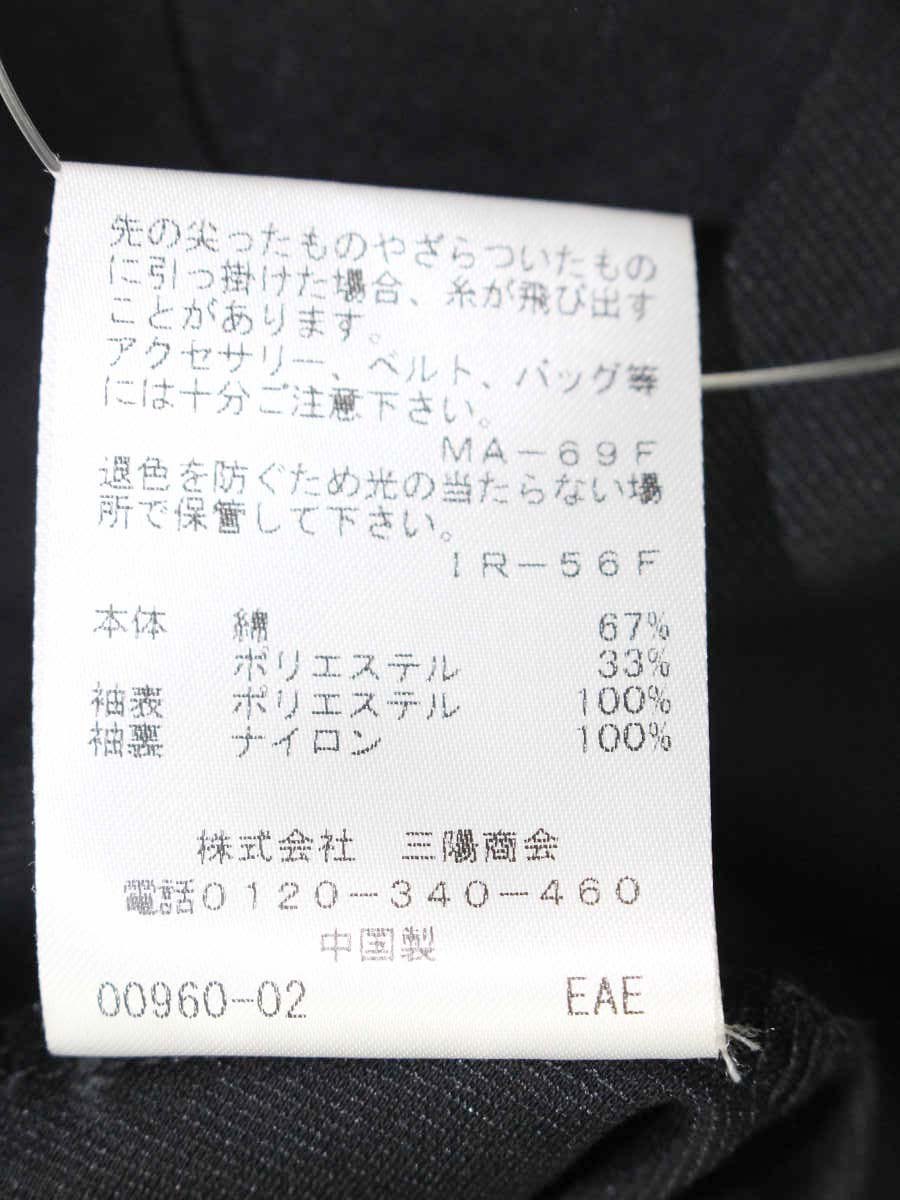 先の尖ったものやざらついたもの
に引っ掛けた場合、糸が飛び出す
ことがあります。
アクセサリー、ベルト、バッグ等
には十分ご注意下さい。
MA-69F
退色を防ぐため光の当たらない場
所で保管して下さい。
IR-56F
本体 綿 67%
ポリエステル 33%
袖表 ポリエステル 100%
袖裏 ナイロン 100%
株式会社 三陽商会
電話0120-340-460
中国製
00960-02 EAE